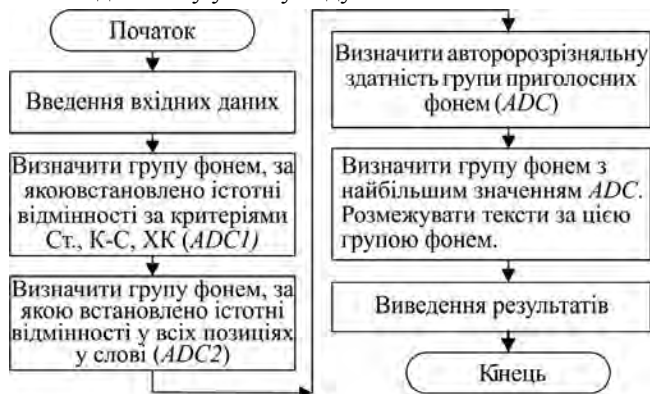 Початок
Введення вхідних даних
Визначити групу фонем, за
якоювстановлено істотні
відмінності за критеріями
Ст., К-С, ХК (ADC1)
Визначити групу фонем, за
якою встановлено істотні
відмінності у всіх позиціях
у слові (ADC2)
Визначити авторорозрізняльну
здатність групи приголосних
фонем (ADC)
Визначити групу фонем з
найбільшим значенням ADC.
Розмежувати тексти за цією
групою фонем.
Виведення результатів
Кінець